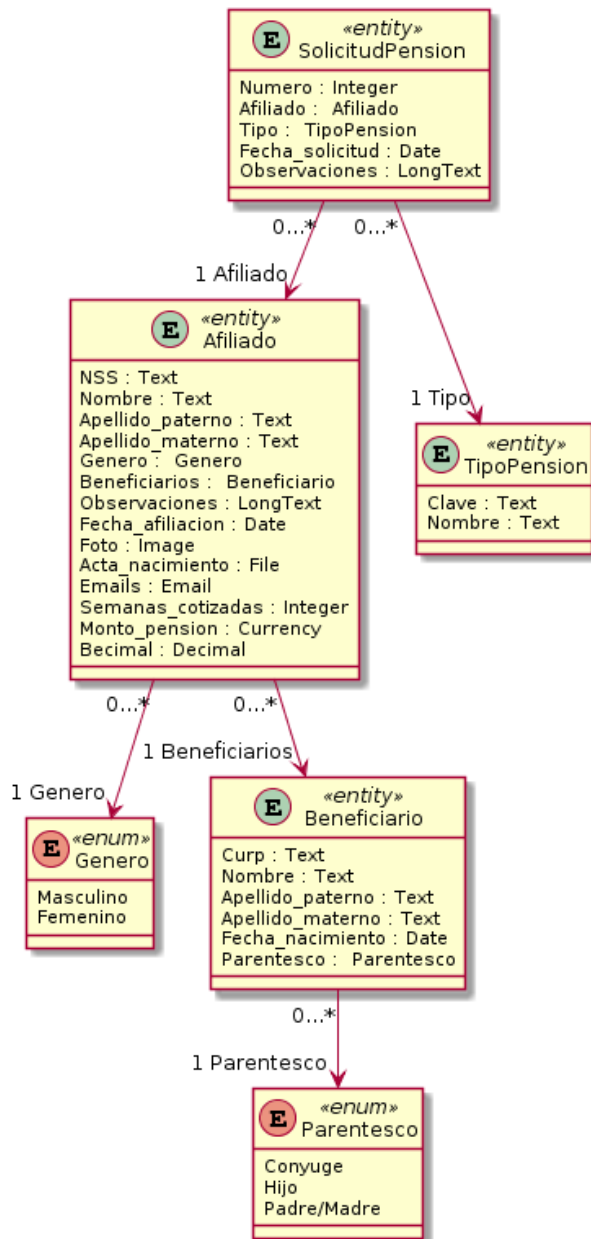 E «entity»
SolicitudPension
Numero : Integer
Afiliado :  Afiliado
Tipo :  TipoPension
Fecha_solicitud : Date
Observaciones : LongText
0...*
0...*
1 Afiliado
1 Tipo
E «entity»
Afiliado
NSS : Text
Nombre : Text
Apellido_paterno : Text
Apellido_materno : Text
Genero :  Genero
Beneficiarios :  Beneficiario
Observaciones : LongText
Fecha_afiliacion : Date
Foto : Image
Acta_nacimiento : File
Emails : Email
Semanas_cotizadas : Integer
Monto_pension : Currency
Becimal : Decimal
E «entity»
TipoPension
Clave : Text
Nombre : Text
0...*
0...*
1 Genero
1 Beneficiarios
E «enum»
Genero
Masculino
Femenino
E «entity»
Beneficiario
Curp : Text
Nombre : Text
Apellido_paterno : Text
Apellido_materno : Text
Fecha_nacimiento : Date
Parentesco :  Parentesco
0...*
1 Parentesco
E «enum»
Parentesco
Conyuge
Hijo
Padre/Madre